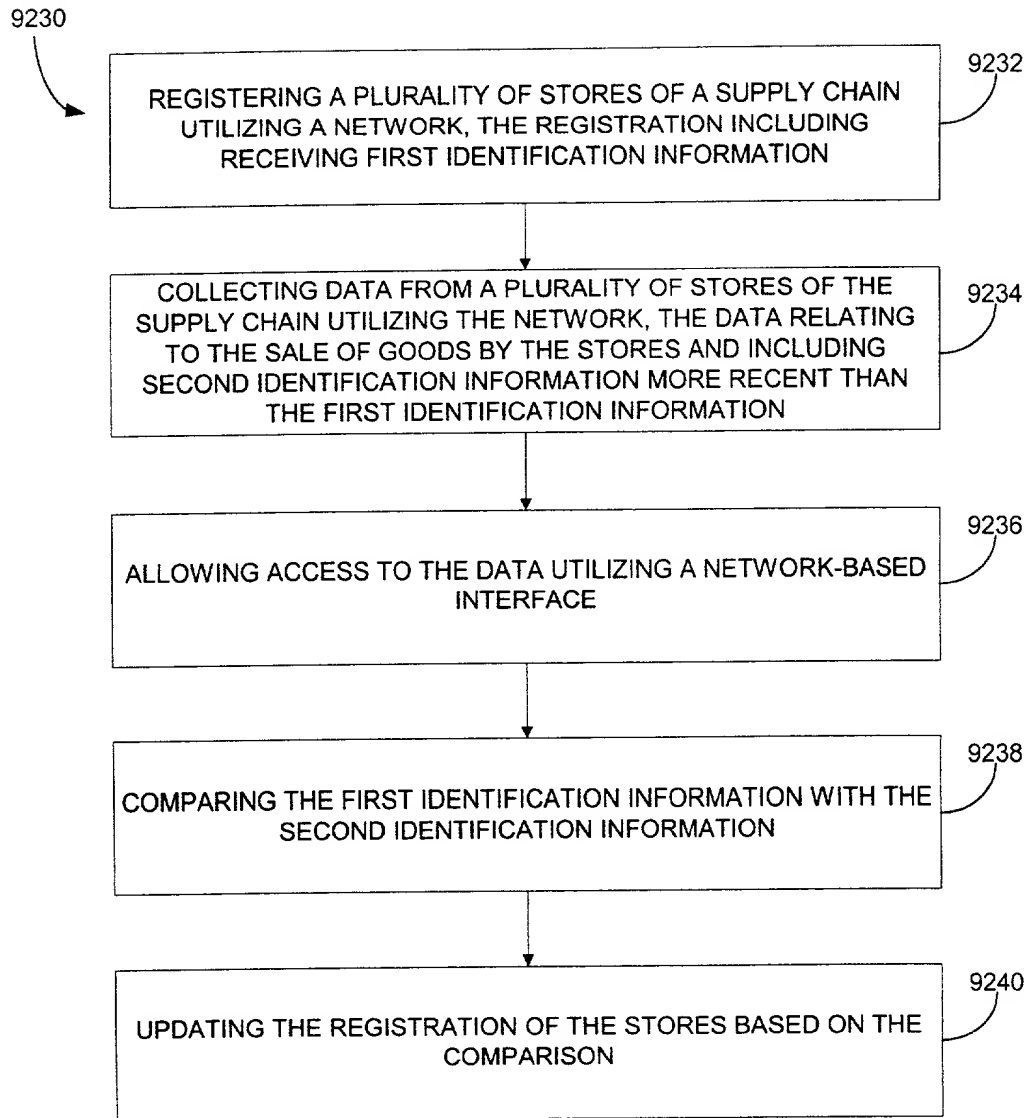 9230
9232
REGISTERING A PLURALITY OF STORES OF A SUPPLY CHAIN
UTILIZING A NETWORK, THE REGISTRATION INCLUDING
RECEIVING FIRST IDENTIFICATION INFORMATION
9234
COLLECTING DATA FROM A PLURALITY OF STORES OF THE
SUPPLY CHAIN UTILIZING THE NETWORK, THE DATA RELATING
TO THE SALE OF GOODS BY THE STORES AND INCLUDING
SECOND IDENTIFICATION INFORMATION MORE RECENT THAN
THE FIRST IDENTIFICATION INFORMATION
9236
ALLOWING ACCESS TO THE DATA UTILIZING A NETWORK-BASED
INTERFACE
9238
COMPARING THE FIRST IDENTIFICATION INFORMATION WITH THE
SECOND IDENTIFICATION INFORMATION
9240
UPDATING THE REGISTRATION OF THE STORES BASED ON THE
COMPARISON